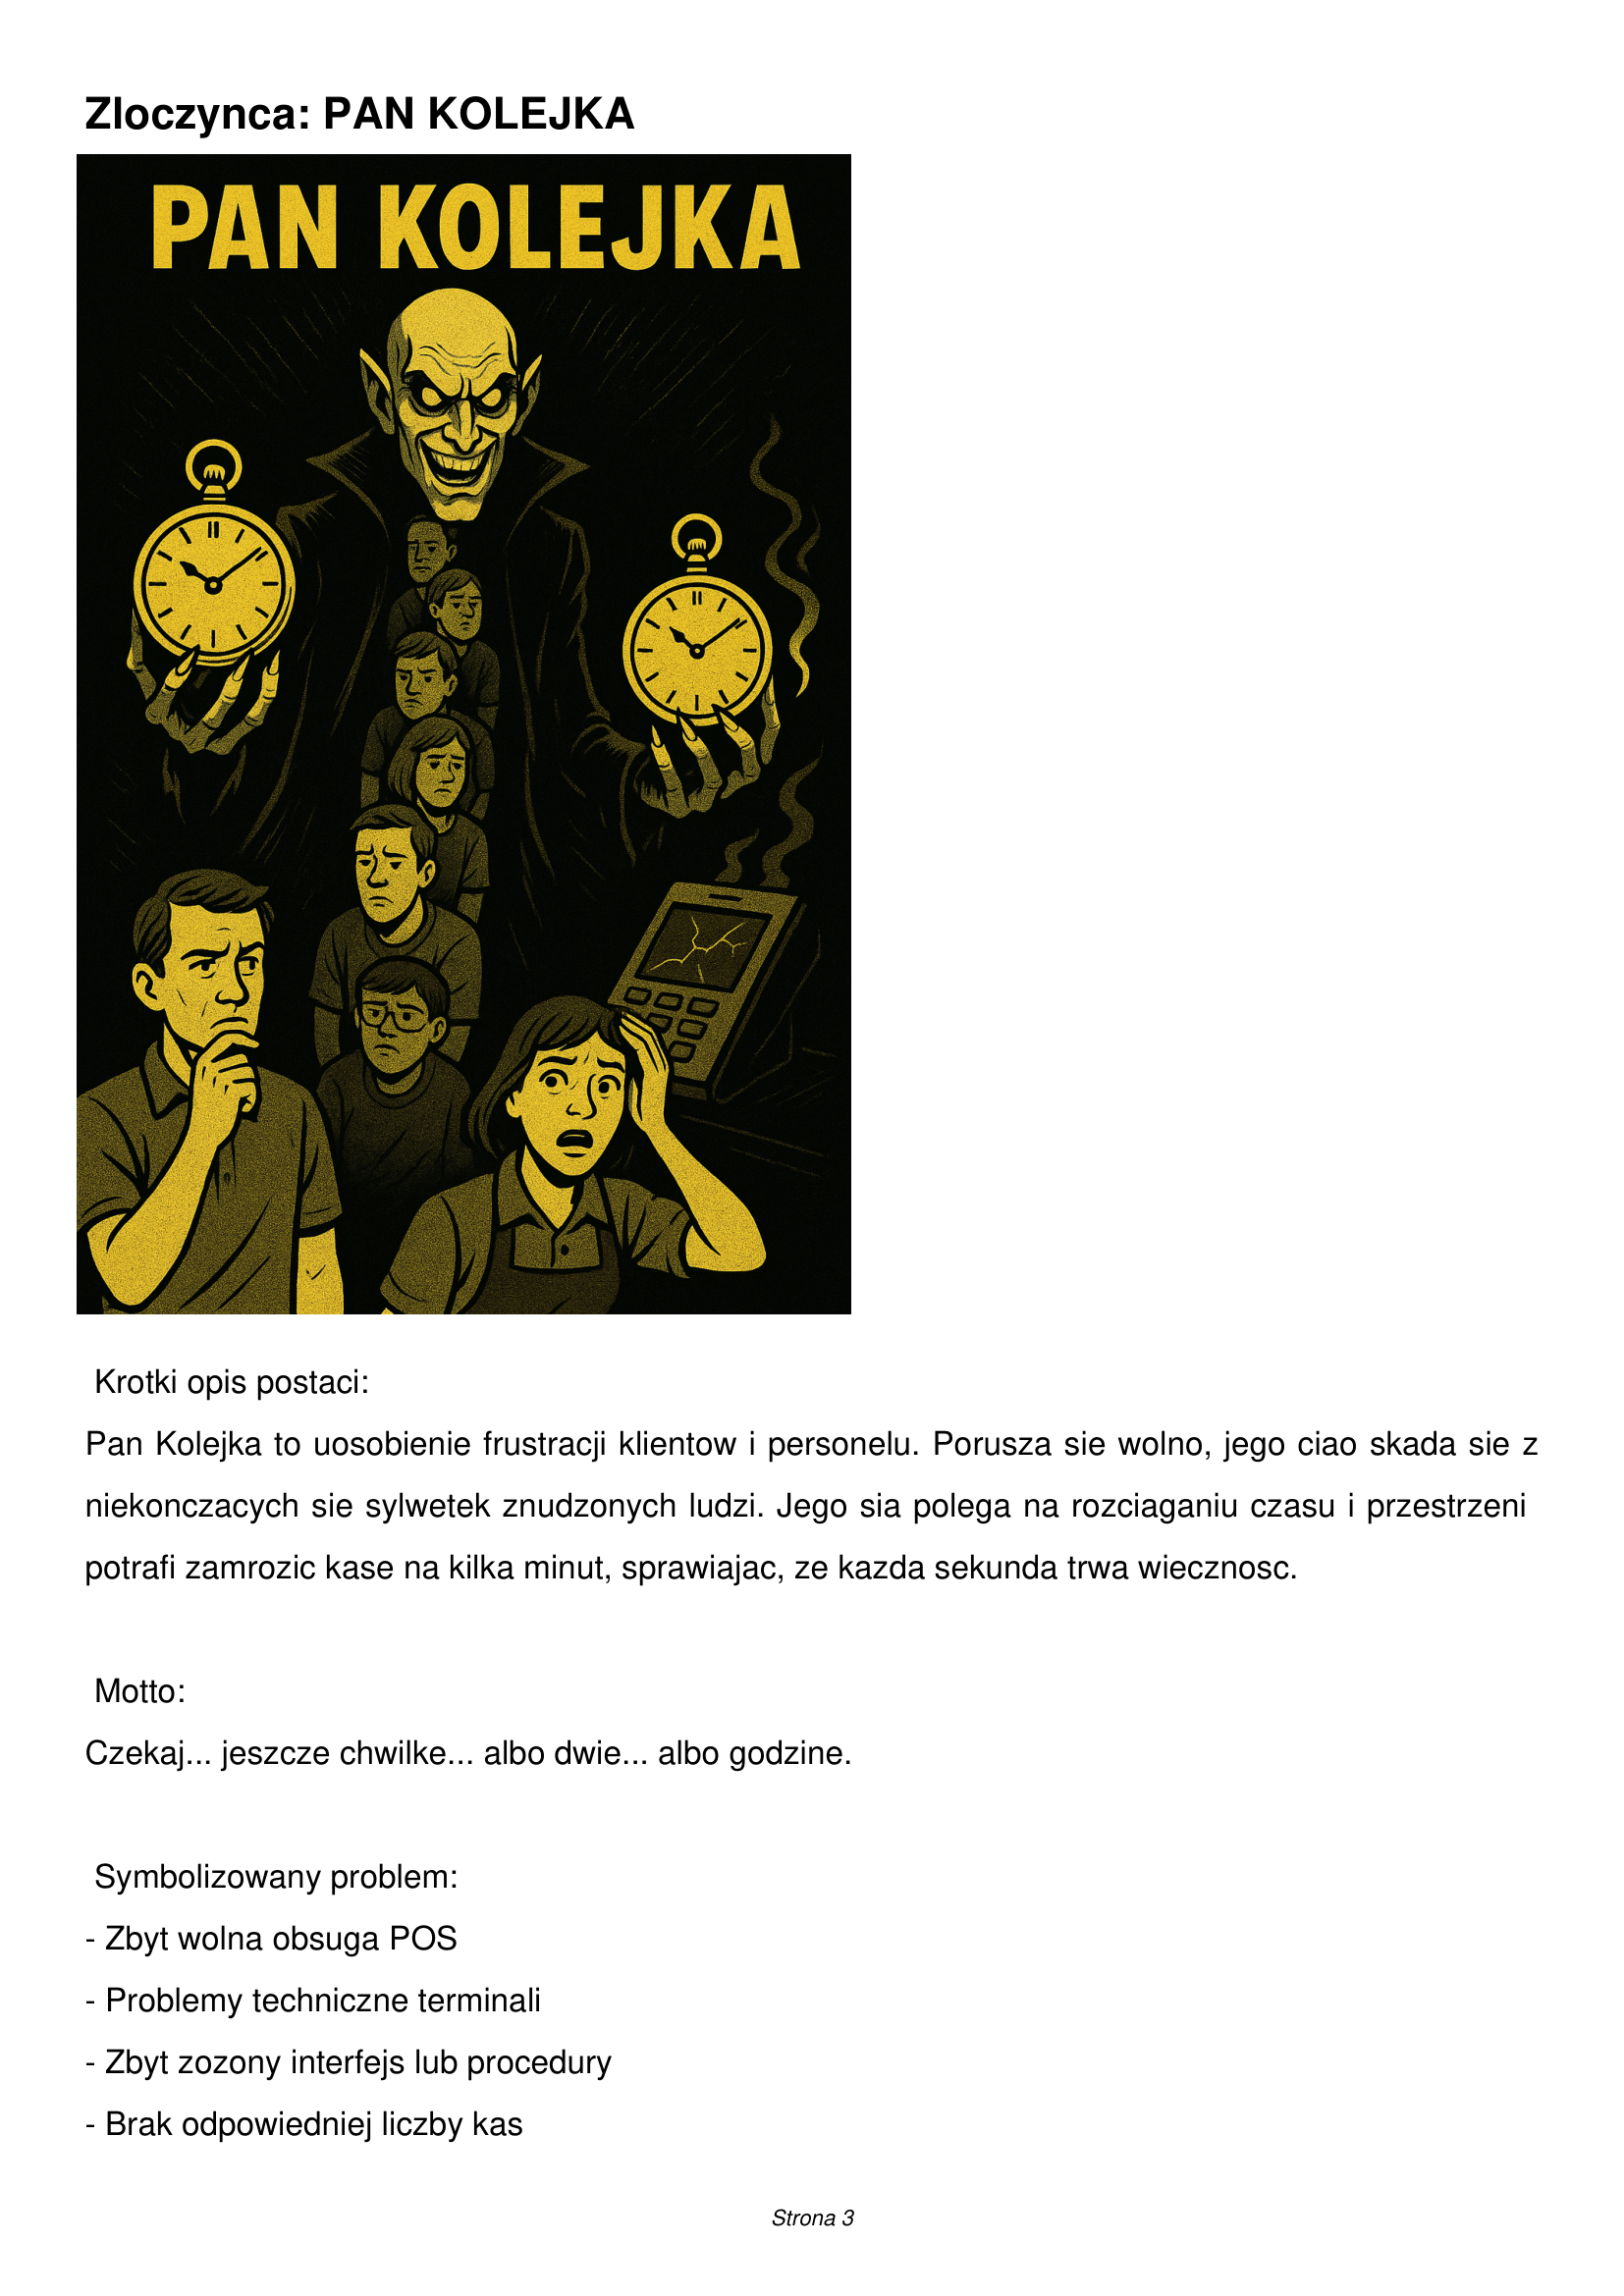 Zloczynca: PAN KOLEJKA
PAN KOLEJKA
Krotki opis postaci:
Pan Kolejka to uosobienie frustracji klientow i personelu. Porusza sie wolno, jego ciao skada sie z
niekonczacych sie sylwetek znudzonych ludzi. Jego sia polega na rozciaganiu czasu i przestrzeni
potrafi zamrozic kase na kilka minut, sprawiajac, ze kazda sekunda trwa wiecznosc.
Motto:
Czekaj... jeszcze chwilke... albo dwie... albo godzine.
Symbolizowany problem:
- Zbyt wolna obsuga POS
- Problemy techniczne terminali
- Zbyt zozony interfejs lub procedury
- Brak odpowiedniej liczby kas
Strona 3